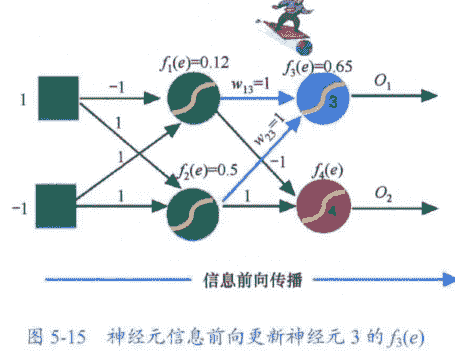 f₁(e)=0.12
w₁₃=1
f₃(e)=0.65
1
−1
3
O₁
1
w₂₃=1
1
f₂(e)=0.5
−1
f₄(e)
−1
1
1
4
O₂
信息前向传播
图 5-15 神经元信息前向更新神经元 3 的 f₃(e)